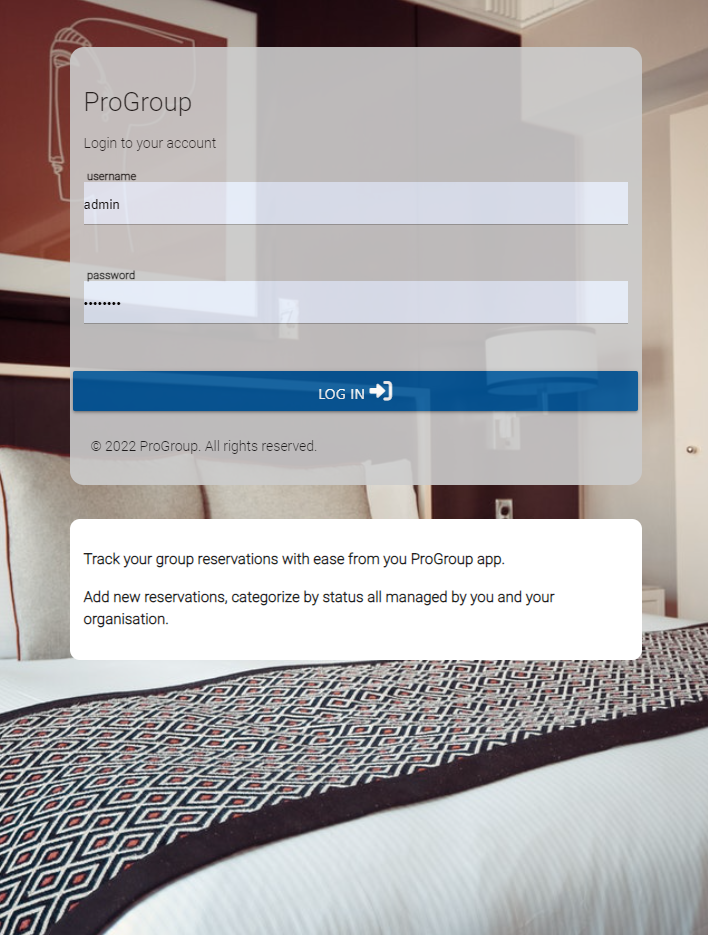 ProGroup
Login to your account
username
admin
password
••••••••
LOG IN
© 2022 ProGroup. All rights reserved.
Track your group reservations with ease from you ProGroup app.
Add new reservations, categorize by status all managed by you and your
organisation.